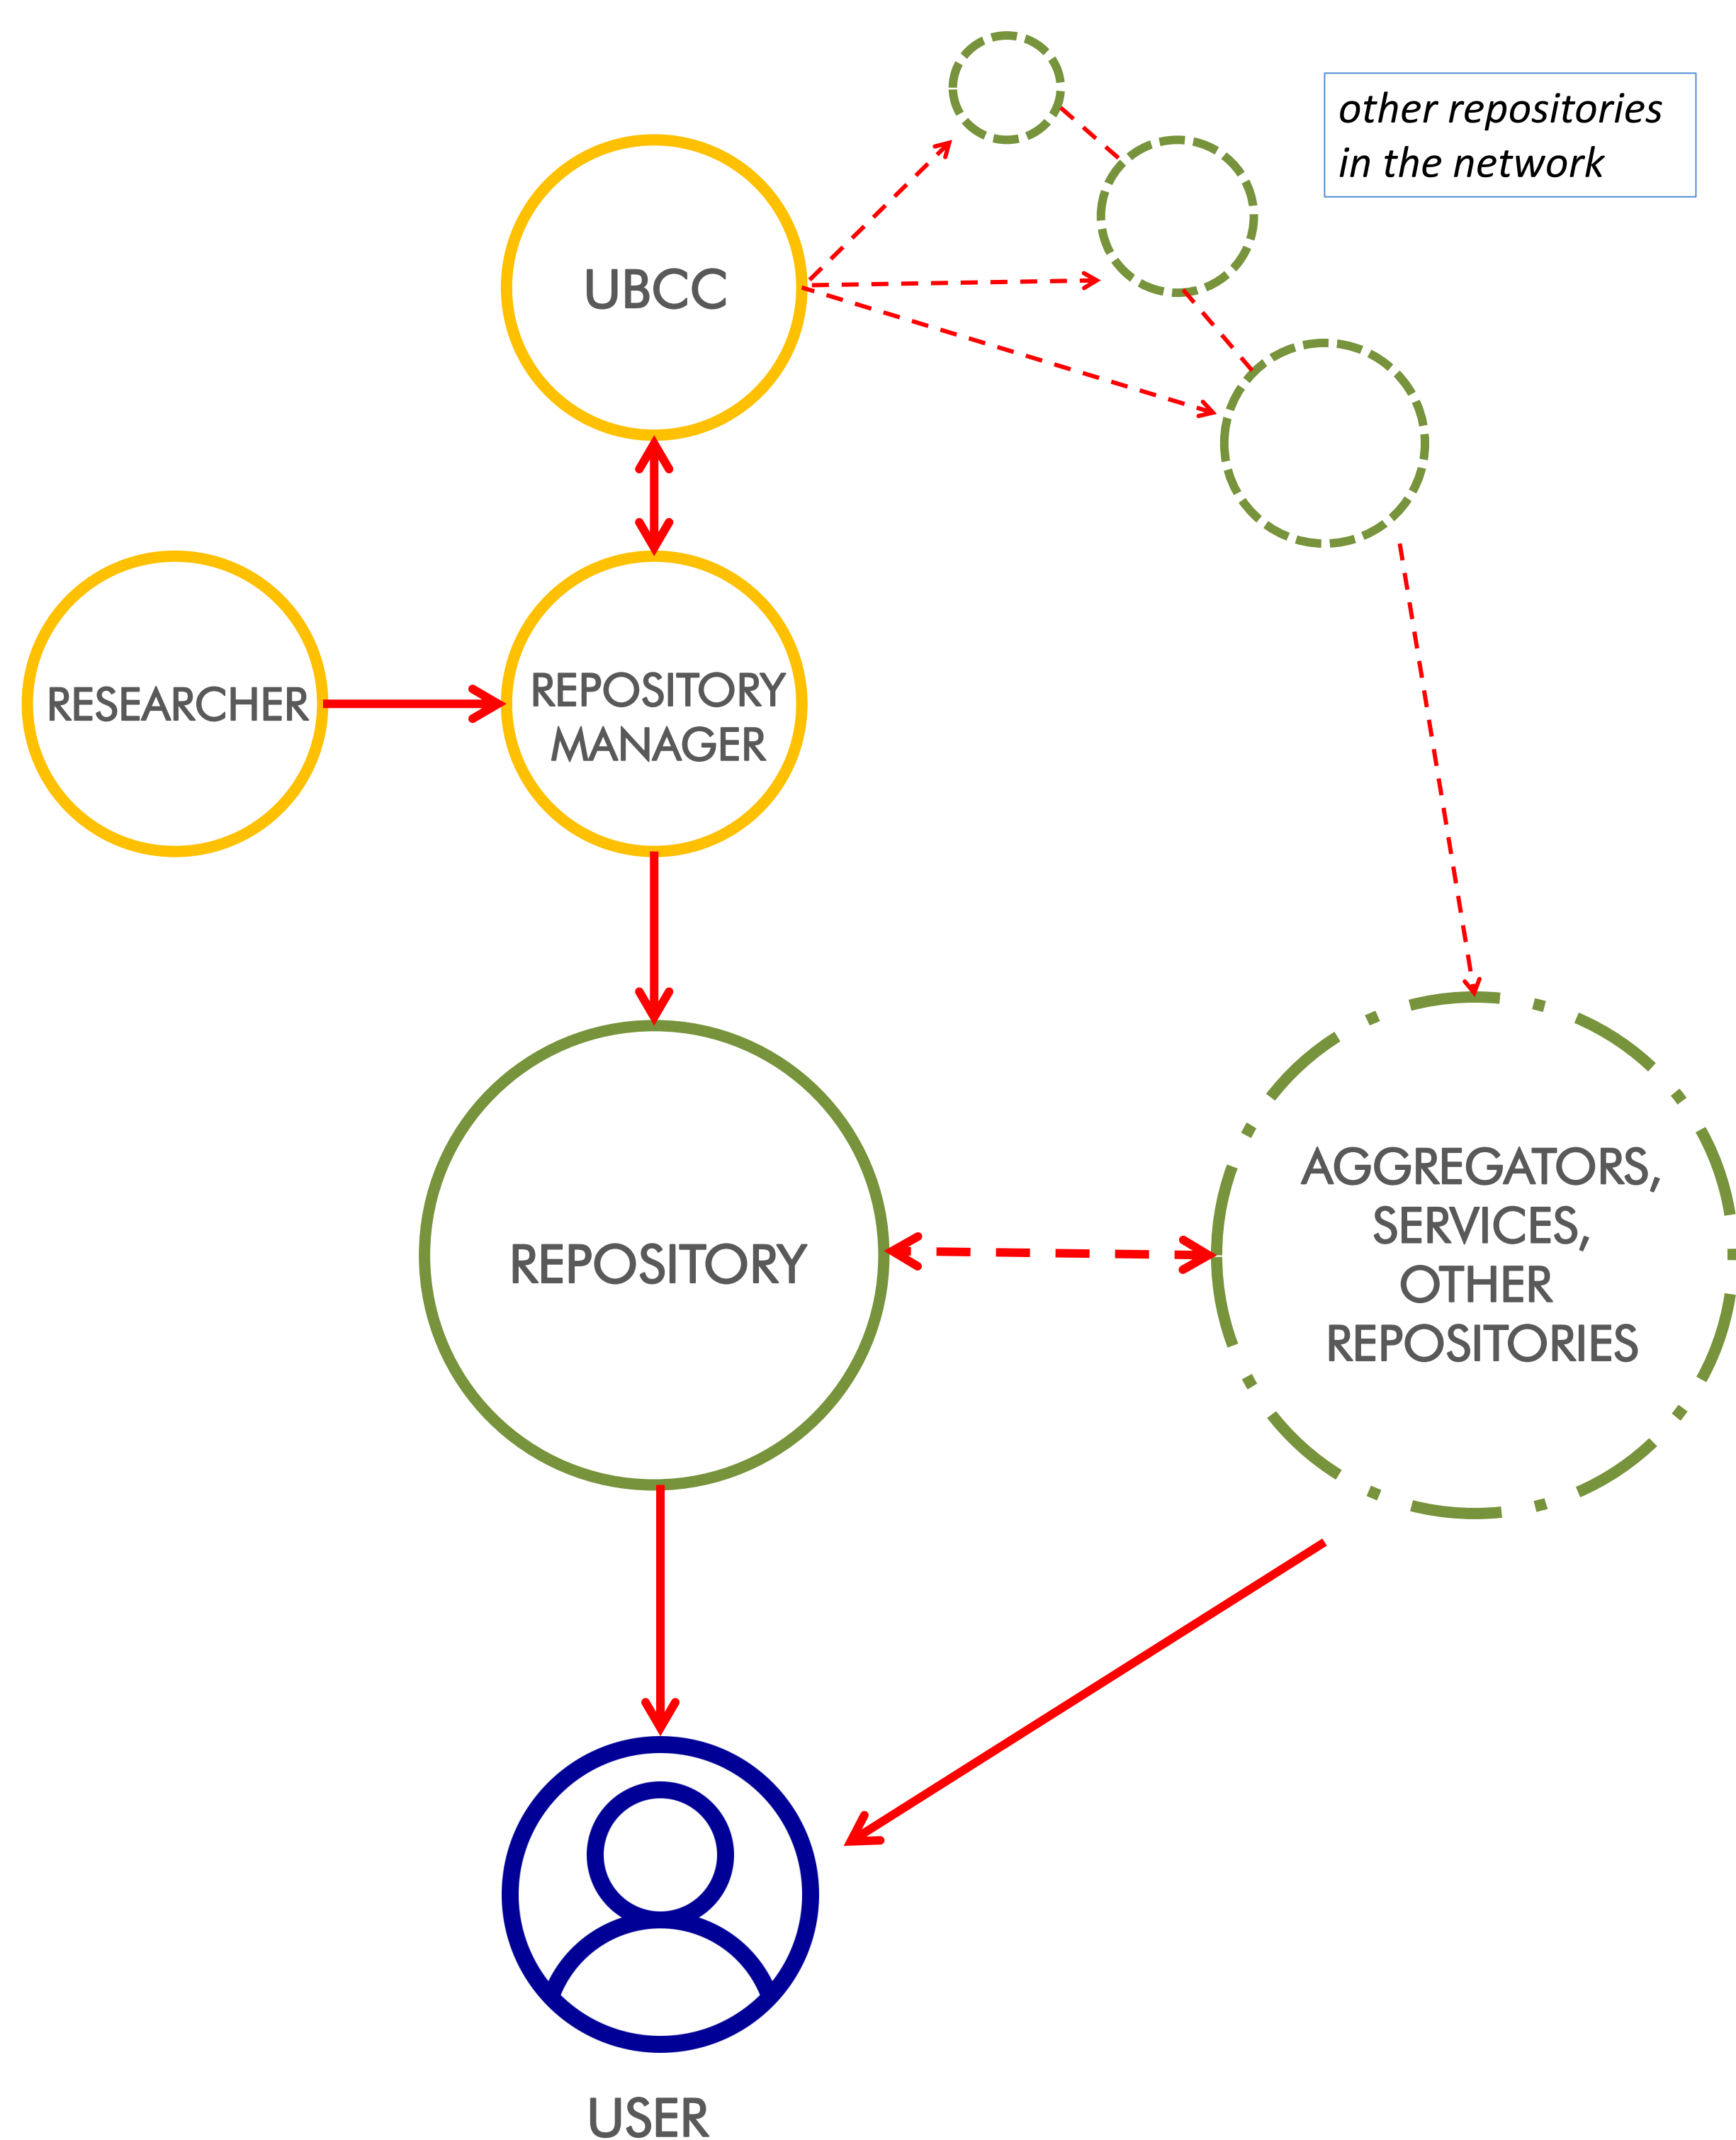 other repositories
in the network
UBCC
RESEARCHER
REPOSITORY
MANAGER
REPOSITORY
AGGREGATORS,
SERVICES,
OTHER
REPOSITORIES
USER